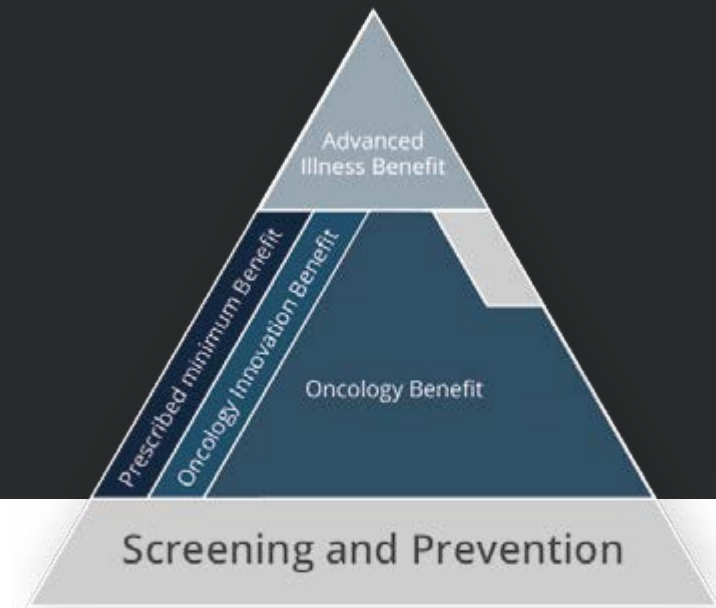 Advanced
Illness Benefit
Prescribed minimum Benefit
Oncology Innovation Benefit
Oncology Benefit
Screening and Prevention